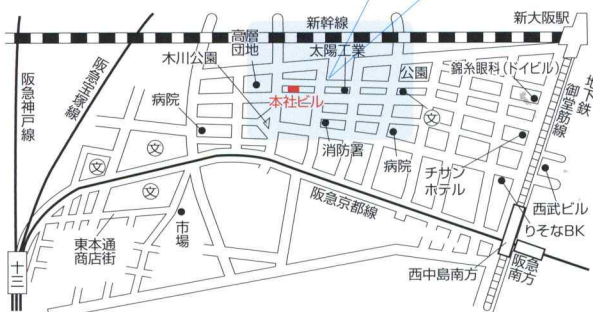 新幹線
新大阪駅
高層
団地
木川公園
太陽工業
阪急宝塚線
阪急神戸線
公園
錦糸眼科(ドイビル)
地下鉄
御堂筋線
病院
本社ビル
文
消防署
病院
チサン
ホテル
文
文
文
阪急京都線
西武ビル
りそなBK
市場
東本通
商店街
十三
西中島南方
阪急
南方